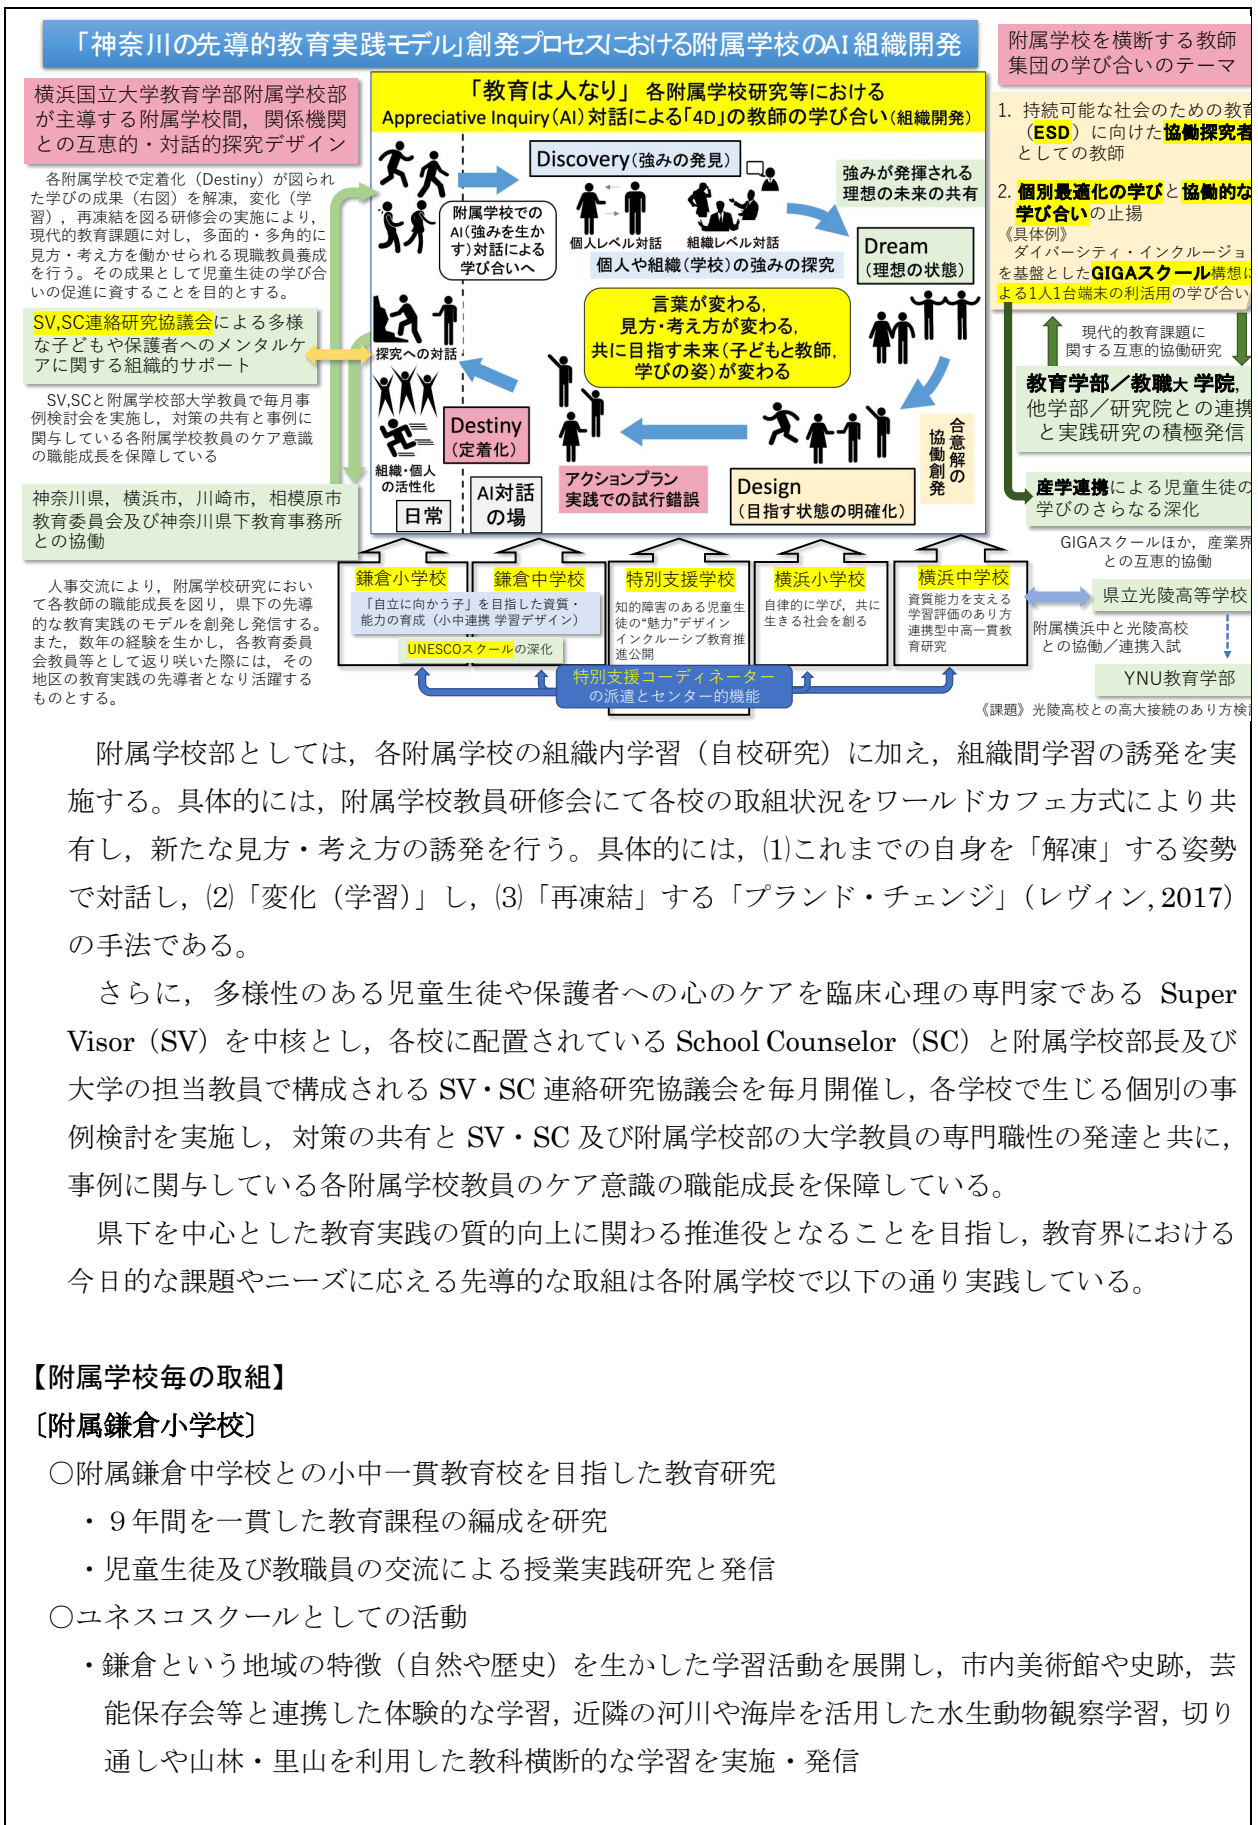 「神奈川の先導的教育実践モデル」創発プロセスにおける附属学校のAI組織開発
横浜国立大学教育学部附属学校部
が主導する附属学校間，関係機関
との互恵的・対話的探究デザイン
各附属学校で定着化（Destiny）が図られ
た学びの成果（右図）を解凍，変化（学
習），再凍結を図る研修会の実施により，
現代的教育課題に対し，多面的・多角的に
見方・考え方を働かせられる現職教員養成
を行う。その成果として児童生徒の学び合
いの促進に資することを目的とする。
SV,SC連絡研究協議会による多様
な子どもや保護者へのメンタルケ
アに関する組織的サポート
SV,SCと附属学校部大学教員で毎月事
例検討会を実施し，対策の共有と事例に
関与している各附属学校教員のケア意識
の職能成長を保障している
神奈川県，横浜市，川崎市，相模原市
教育委員会及び神奈川県下教育事務所
との協働
人事交流により，附属学校研究におい
て各教師の職能成長を図り，県下の先導
的な教育実践のモデルを創発し発信する。
また，数年の経験を生かし，各教育委員
会教員等として返り咲いた際には，その
地区の教育実践の先導者となり活躍する
ものとする。
「教育は人なり」 各附属学校研究等における
Appreciative Inquiry（AI）対話による「4D」の教師の学び合い（組織開発）
Discovery（強みの発見）
個人レベル対話
組織レベル対話
個人や組織（学校）の強みの探究
強みが発揮される
理想の未来の共有
附属学校での
AI（強みを生か
す）対話による
学び合いへ
Dream
（理想の状態）
言葉が変わる，
見方・考え方が変わる，
共に目指す未来（子どもと教師，
学びの姿）が変わる
探究への対話
Destiny
（定着化）
組織・個人
の活性化
日常
AI対話
の場
アクションプラン
実践での試行錯誤
Design
（目指す状態の明確化）
合意解の
協働創発
附属学校を横断する教師
集団の学び合いのテーマ
1. 持続可能な社会のための教育
（ESD）に向けた協働探究者
としての教師
2. 個別最適化の学びと協働的な
学び合いの止揚
《具体例》
ダイバーシティ・インクルージョ
を基盤としたGIGAスクール構想に
よる1人1台端末の利活用の学び合い
現代的教育課題に
関する互恵的協働研究
教育学部／教職大学院，
他学部／研究院との連携
と実践研究の積極発信
産学連携による児童生徒の
学びのさらなる深化
GIGAスクールほか，産業界
との互恵的協働
鎌倉小学校
鎌倉中学校
「自立に向かう子」を目指した資質・
能力の育成（小中連携 学習デザイン）
UNESCOスクールの深化
特別支援学校
知的障害のある児童生
徒の“魅力”デザイン
インクルーシブ教育推
進公開
横浜小学校
自律的に学び，共に
生きる社会を創る
横浜中学校
資質能力を支える
学習評価のあり方
連携型中高一貫教
育研究
特別支援コーディネーター
の派遣とセンター的機能
県立光陵高等学校
附属横浜中と光陵高校
との協働／連携入試
YNU教育学部
《課題》光陵高校との高大接続のあり方検討
附属学校部としては，各附属学校の組織内学習（自校研究）に加え，組織間学習の誘発を実
施する。具体的には，附属学校教員研修会にて各校の取組状況をワールドカフェ方式により共
有し，新たな見方・考え方の誘発を行う。具体的には，⑴これまでの自身を「解凍」する姿勢
で対話し，⑵「変化（学習）」し，⑶「再凍結」する「プランド・チェンジ」（レヴィン, 2017）
の手法である。
さらに，多様性のある児童生徒や保護者への心のケアを臨床心理の専門家である Super
Visor（SV）を中核とし，各校に配置されている School Counselor（SC）と附属学校部長及び
大学の担当教員で構成される SV・SC 連絡研究協議会を毎月開催し，各学校で生じる個別の事
例検討を実施し，対策の共有と SV・SC 及び附属学校部の大学教員の専門職性の発達と共に，
事例に関与している各附属学校教員のケア意識の職能成長を保障している。
県下を中心とした教育実践の質的向上に関わる推進役となることを目指し，教育界における
今日的な課題やニーズに応える先導的な取組は各附属学校で以下の通り実践している。
【附属学校毎の取組】
〔附属鎌倉小学校〕
○附属鎌倉中学校との小中一貫教育校を目指した教育研究
・９年間を一貫した教育課程の編成を研究
・児童生徒及び教職員の交流による授業実践研究と発信
○ユネスコスクールとしての活動
・鎌倉という地域の特徴（自然や歴史）を生かした学習活動を展開し，市内美術館や史跡，芸
能保存会等と連携した体験的な学習，近隣の河川や海岸を活用した水生動物観察学習，切り
通しや山林・里山を利用した教科横断的な学習を実施・発信